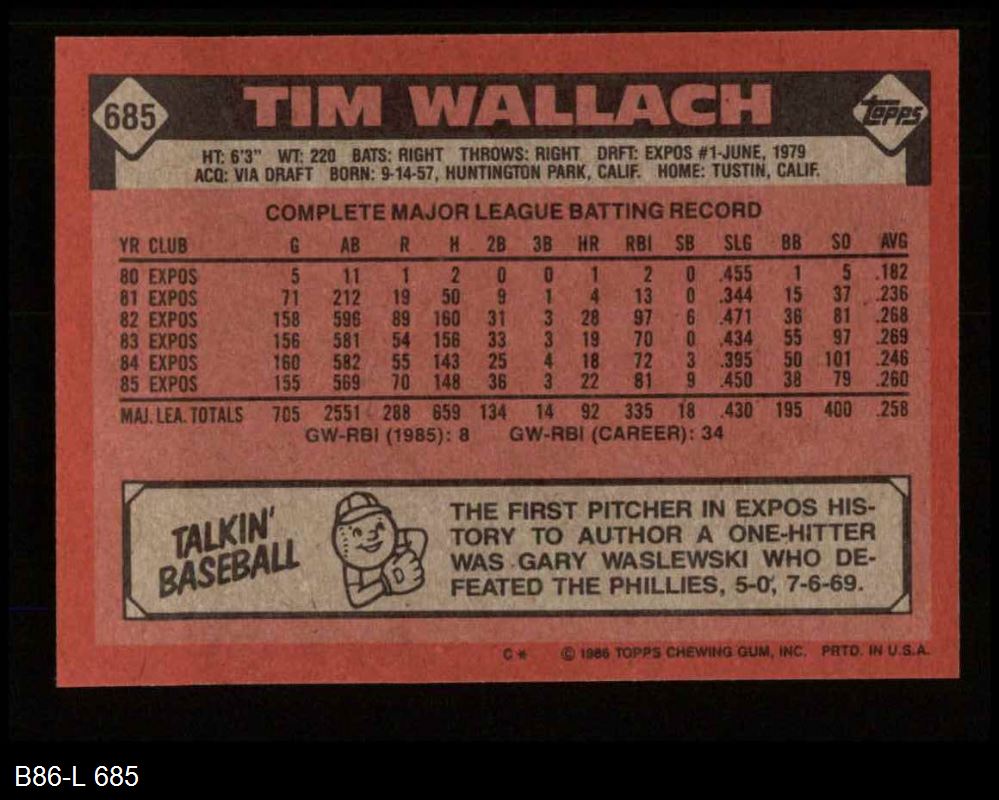 685
TIM WALLACH
TOPPS
HT: 6'3" WT: 220 BATS: RIGHT THROWS: RIGHT DRFT: EXPOS #1-JUNE, 1979
ACQ: VIA DRAFT BORN: 9-14-57, HUNTINGTON PARK, CALIF. HOME: TUSTIN, CALIF.
COMPLETE MAJOR LEAGUE BATTING RECORD
YR CLUB G AB R H 2B 3B HR RBI SB SLG BB SO AVG
80 EXPOS 5 11 1 2 0 0 1 2 0 .455 1 5 .182
81 EXPOS 71 212 19 50 9 1 4 13 0 .344 15 37 .236
82 EXPOS 158 596 89 160 31 3 28 97 6 .471 36 81 .268
83 EXPOS 156 581 54 156 33 3 19 70 0 .434 55 97 .269
84 EXPOS 160 582 55 143 25 4 18 72 3 .395 50 101 .246
85 EXPOS 155 569 70 148 36 3 22 81 9 .450 38 79 .260
MAJ. LEA. TOTALS 705 2551 288 659 134 14 92 335 18 .430 195 400 .258
GW-RBI (1985): 8 GW-RBI (CAREER): 34
TALKIN'
BASEBALL
THE FIRST PITCHER IN EXPOS HIS-
TORY TO AUTHOR A ONE-HITTER
WAS GARY WASLEWSKI WHO DE-
FEATED THE PHILLIES, 5-0, 7-6-69.
C* © 1986 TOPPS CHEWING GUM, INC. PRTD. IN U.S.A.
B86-L 685